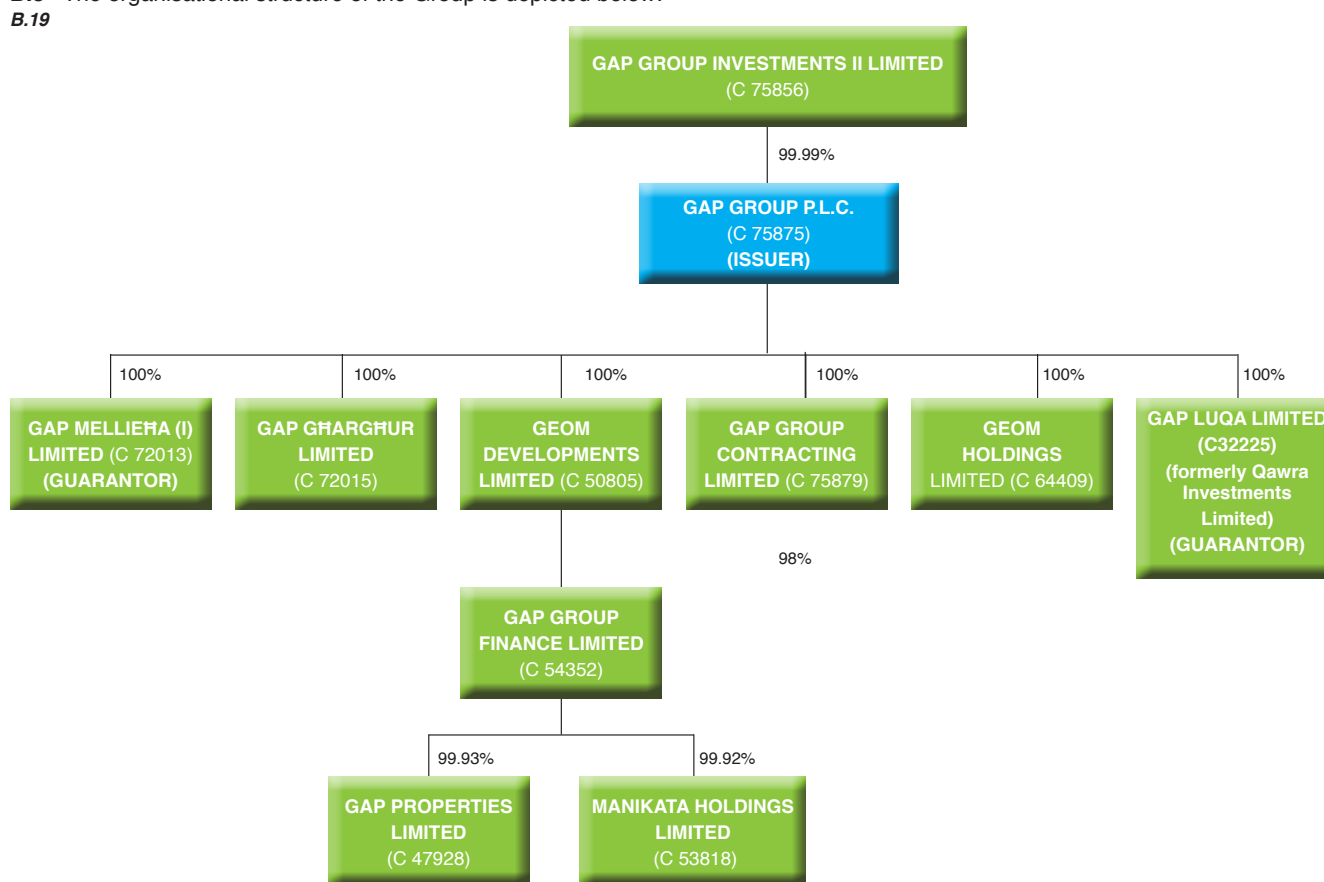 B.19
GAP GROUP INVESTMENTS II LIMITED
(C 75856)
99.99%
GAP GROUP P.L.C.
(C 75875)
(ISSUER)
100%
100%
100%
100%
100%
100%
GAP MELLIEĦA (I)
LIMITED (C 72013)
(GUARANTOR)
GAP GĦARGĦUR
LIMITED
(C 72015)
GEOM
DEVELOPMENTS
LIMITED (C 50805)
GAP GROUP
CONTRACTING
LIMITED (C 75879)
GEOM
HOLDINGS
LIMITED (C 64409)
GAP LUQA LIMITED
(C32225)
(formerly Qawra
Investments
Limited)
(GUARANTOR)
98%
GAP GROUP
FINANCE LIMITED
(C 54352)
99.93%
99.92%
GAP PROPERTIES
LIMITED
(C 47928)
MANIKATA HOLDINGS
LIMITED
(C 53818)